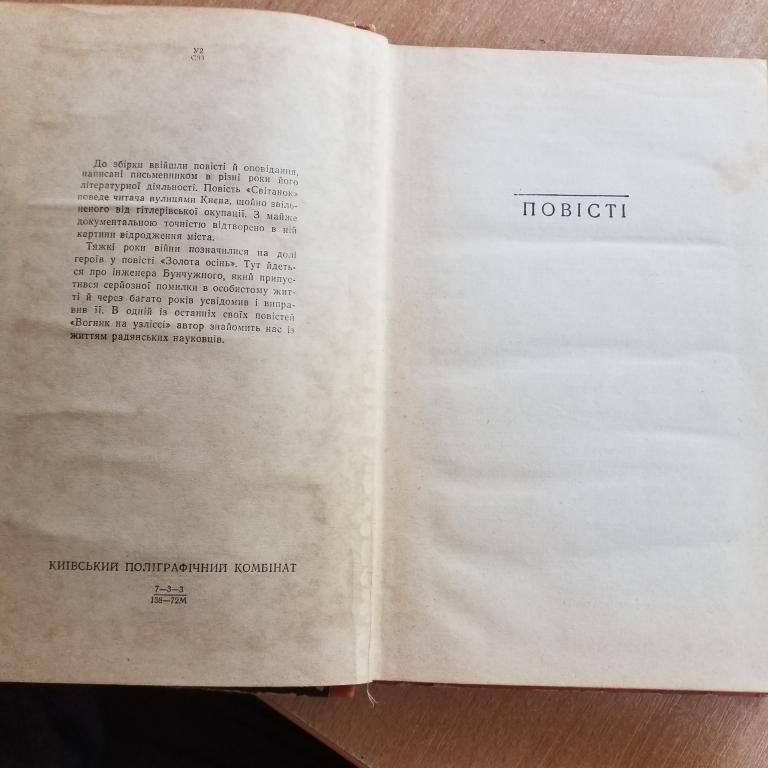 У2
С31
До збірки ввійшли повісті й оповідання,
написані письменником в різні роки його
літературної діяльності. Повість «Світанок»
поведе читача вулицями Києва, щойно звіль-
неного від гітлерівської окупації. З майже
документальною точністю відтворено в ній
картини відродження міста.
Тяжкі роки війни позначилися на долі
героїв у повісті «Золота осінь». Тут йдеть-
ся про інженера Бунчужного, який припус-
тився серйозної помилки в особистому жит-
ті й через багато років усвідомив і випра-
вив її. В одній із останніх своїх повістей
«Вогник на узліссі» автор знайомить нас із
життям радянських науковців.
КИЇВСЬКИЙ ПОЛІГРАФІЧНИЙ КОМБІНАТ
7—3—3
138—72М
ПОВІСТІ